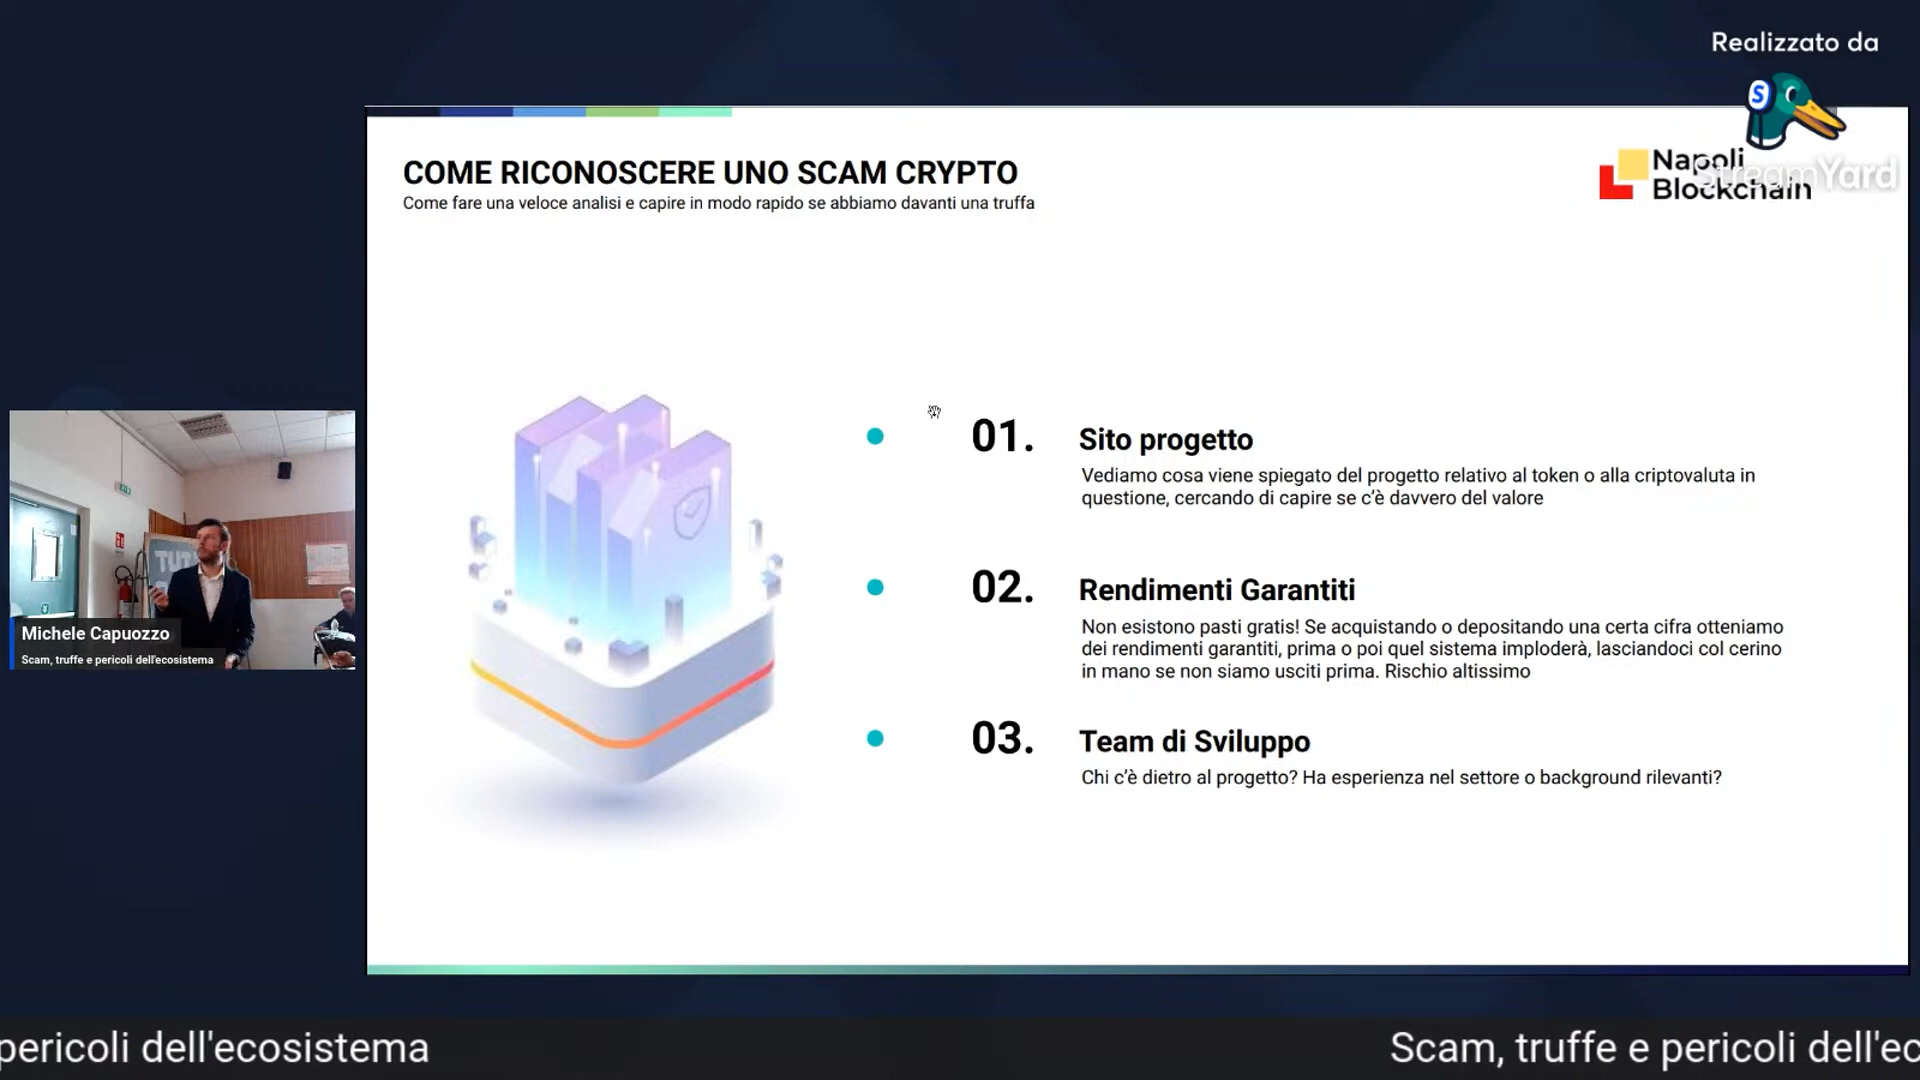 Realizzato da
StreamYard
Napoli
Blockchain
COME RICONOSCERE UNO SCAM CRYPTO
Come fare una veloce analisi e capire in modo rapido se abbiamo davanti una truffa
01.
Sito progetto
Vediamo cosa viene spiegato del progetto relativo al token o alla criptovaluta in
questione, cercando di capire se c'è davvero del valore
02.
Rendimenti Garantiti
Non esistono pasti gratis! Se acquistando o depositando una certa cifra otteniamo
dei rendimenti garantiti, prima o poi quel sistema imploderà, lasciandoci col cerino
in mano se non siamo usciti prima. Rischio altissimo
03.
Team di Sviluppo
Chi c'è dietro al progetto? Ha esperienza nel settore o background rilevanti?
Michele Capuozzo
Scam, truffe e pericoli dell'ecosistema
pericoli dell'ecosistema
Scam, truffe e pericoli dell'ec